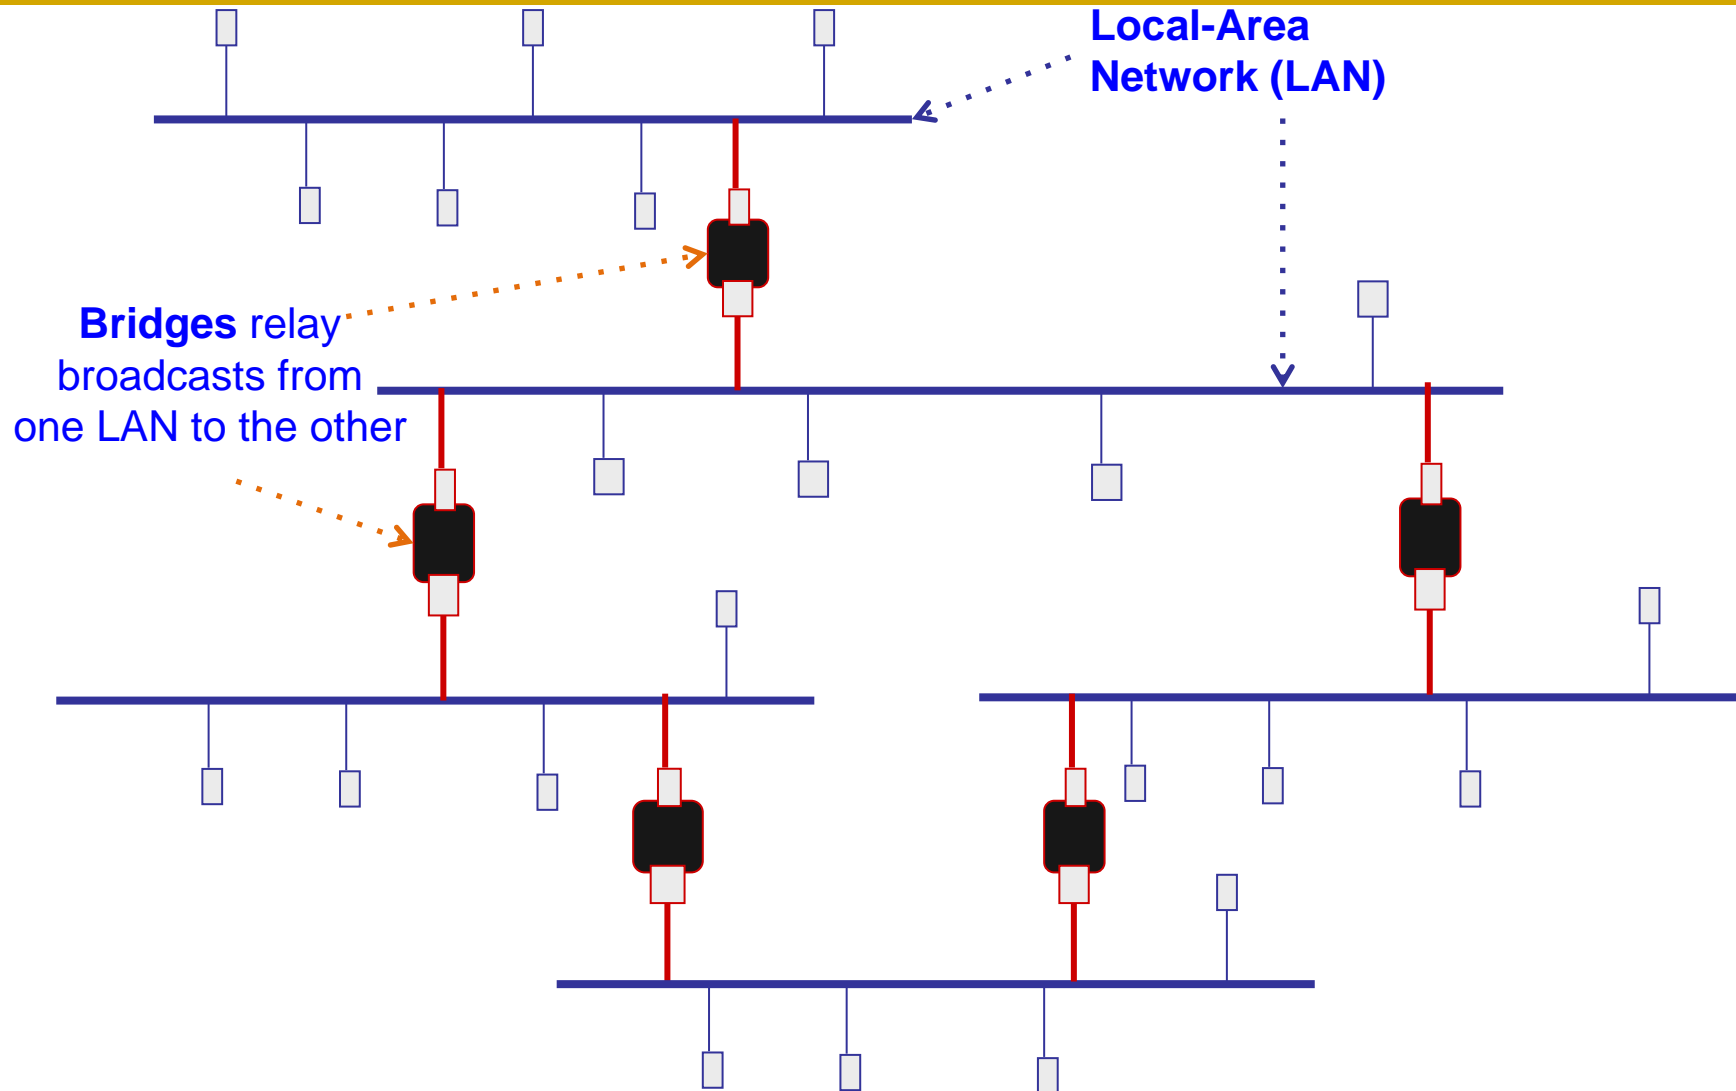 Local-Area
Network (LAN)
Bridges relay
broadcasts from
one LAN to the other